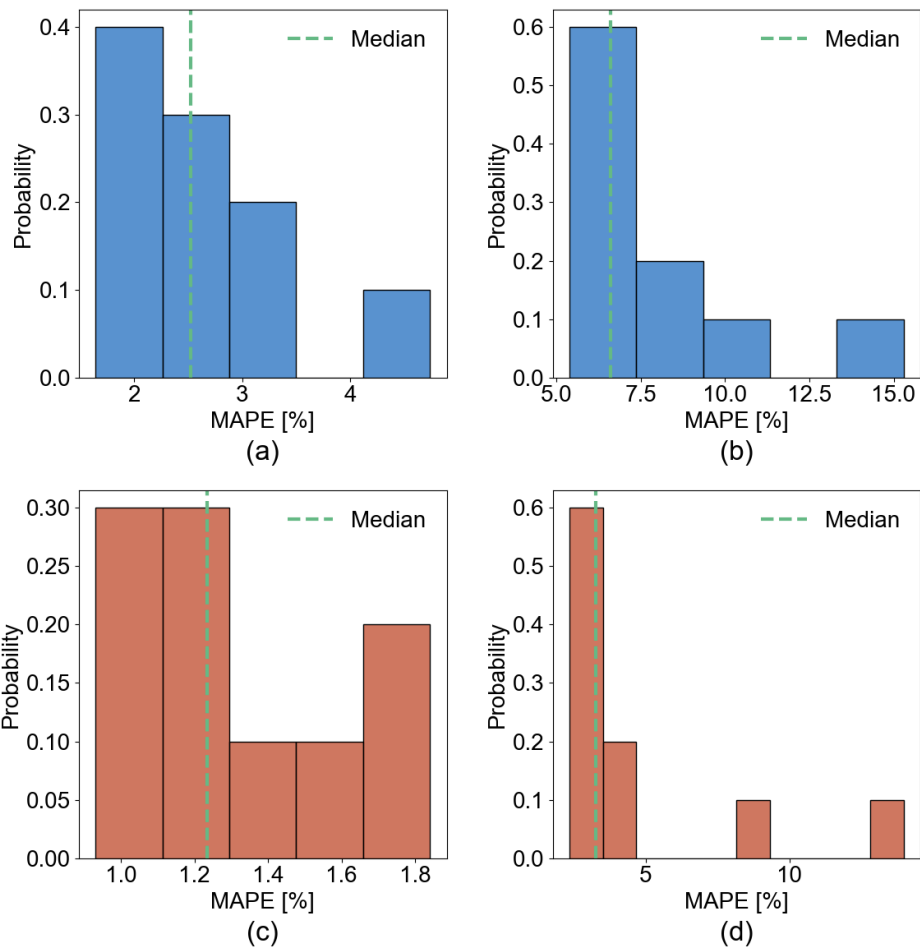 0.4
0.3
0.2
0.1
0.0
Probability
Median
2 3 4
MAPE [%]
(a)
0.6
0.5
0.4
0.3
0.2
0.1
0.0
Probability
Median
5.0 7.5 10.0 12.5 15.0
MAPE [%]
(b)
0.30
0.25
0.20
0.15
0.10
0.05
0.00
Probability
Median
1.0 1.2 1.4 1.6 1.8
MAPE [%]
(c)
0.6
0.5
0.4
0.3
0.2
0.1
0.0
Probability
Median
5 10
MAPE [%]
(d)